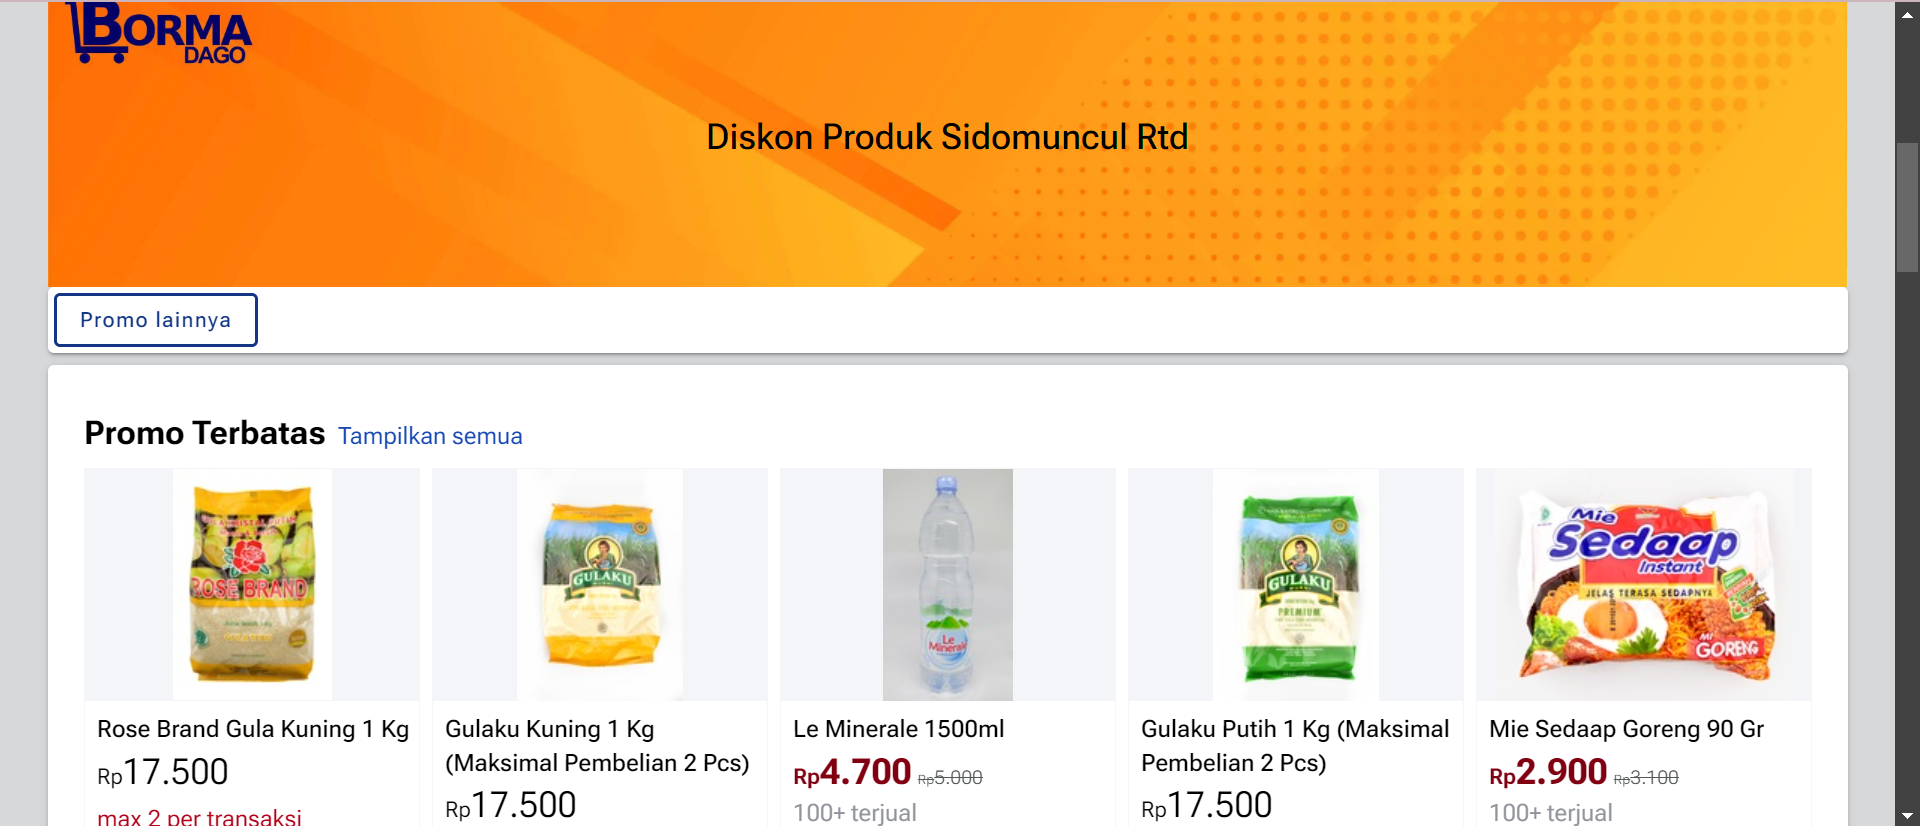 BORMA
DAGO
Diskon Produk Sidomuncul Rtd
Promo lainnya
Promo Terbatas Tampilkan semua
ROSE BRAND
GULAKU
Le
Minerale
GULAKU
PREMIUM
Mie
Sedaap
Instant
JELAS TERASA SEDAPNYA
MI
GORENG
Rose Brand Gula Kuning 1 Kg
Rp17.500
max 2 per transaksi
Gulaku Kuning 1 Kg
(Maksimal Pembelian 2 Pcs)
Rp17.500
Le Minerale 1500ml
Rp4.700 Rp5.000
100+ terjual
Gulaku Putih 1 Kg (Maksimal
Pembelian 2 Pcs)
Rp17.500
Mie Sedaap Goreng 90 Gr
Rp2.900 Rp3.100
100+ terjual